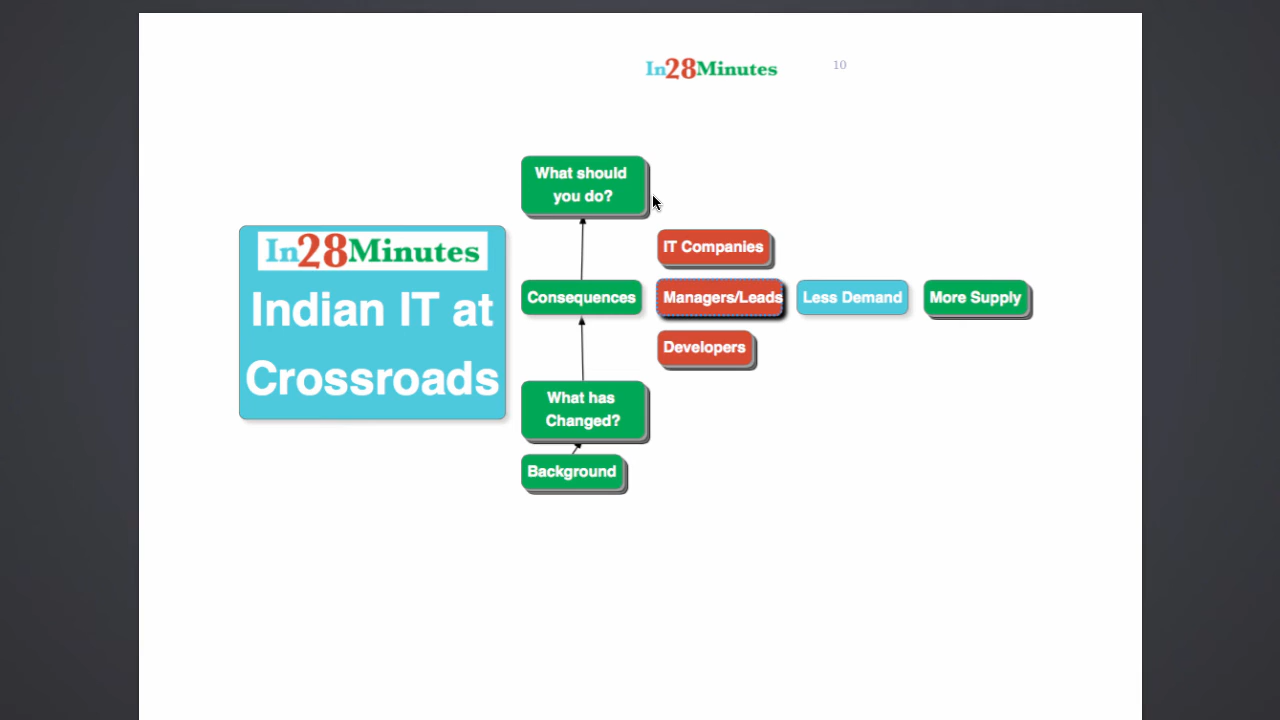 In28Minutes
10
What should
you do?
In28Minutes
Indian IT at
Crossroads
IT Companies
Consequences
Managers/Leads
Less Demand
More Supply
Developers
What has
Changed?
Background